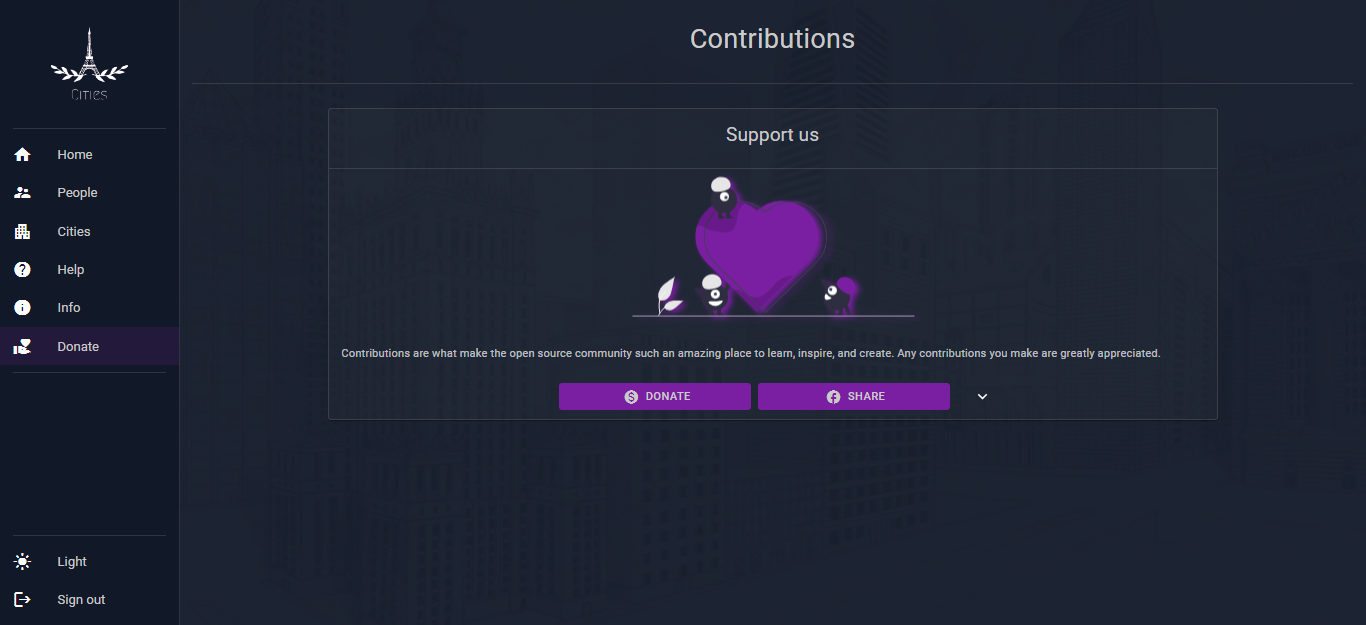 Cities
Home
People
Cities
Help
Info
Donate
Light
Sign out
Contributions
Support us
Contributions are what make the open source community such an amazing place to learn, inspire, and create. Any contributions you make are greatly appreciated.
DONATE
SHARE